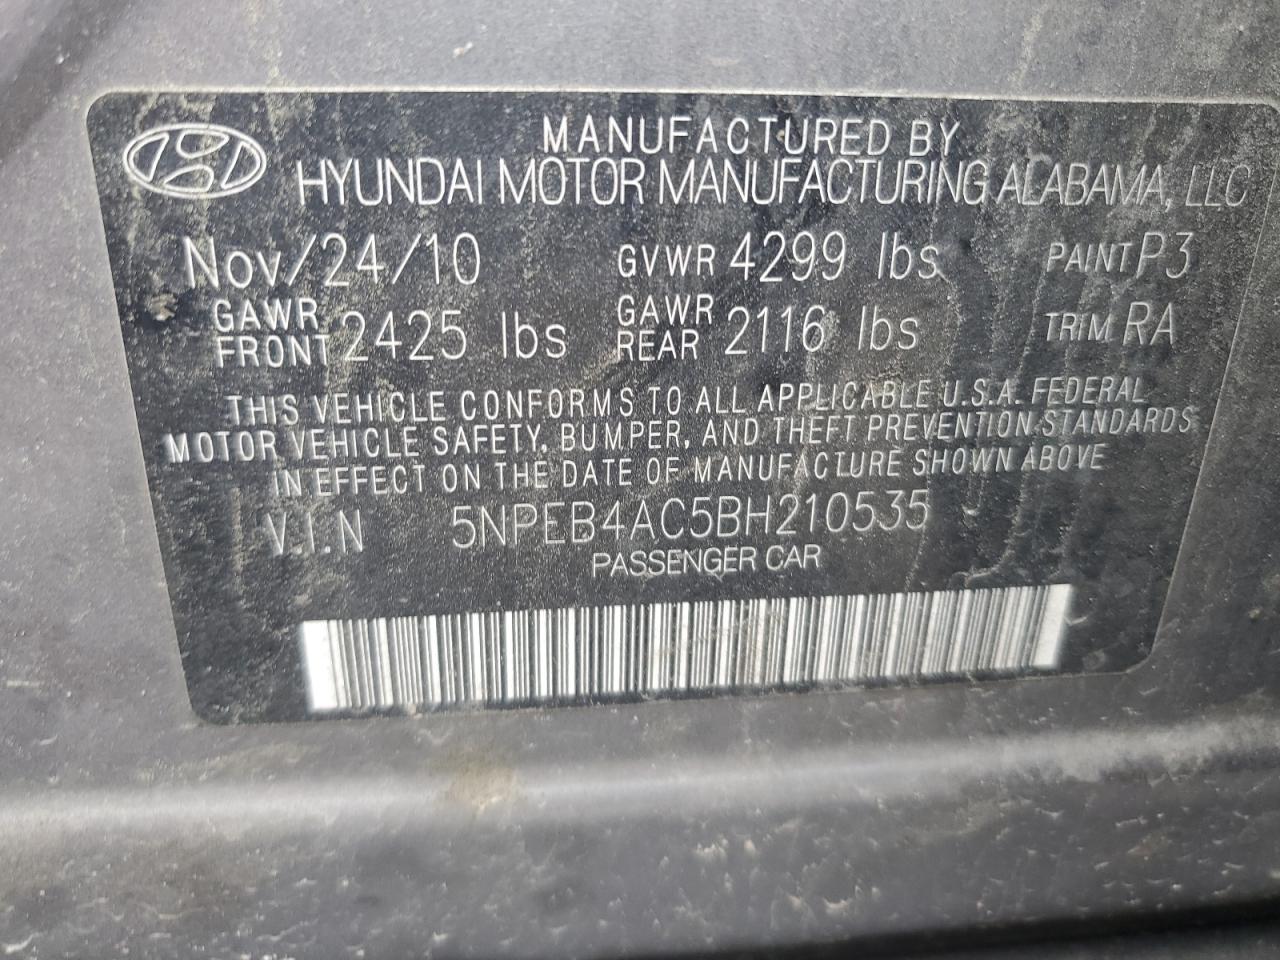 MANUFACTURED BY
HYUNDAI MOTOR MANUFACTURING ALABAMA, LLC
Nov/24/10 GVWR 4299 lbs PAINT P3
GAWR FRONT 2425 lbs GAWR REAR 2116 lbs TRIM RA
THIS VEHICLE CONFORMS TO ALL APPLICABLE U.S.A. FEDERAL
MOTOR VEHICLE SAFETY, BUMPER, AND THEFT PREVENTION STANDARDS
IN EFFECT ON THE DATE OF MANUFACTURE SHOWN ABOVE
V.I.N 5NPEB4AC5BH210535
PASSENGER CAR